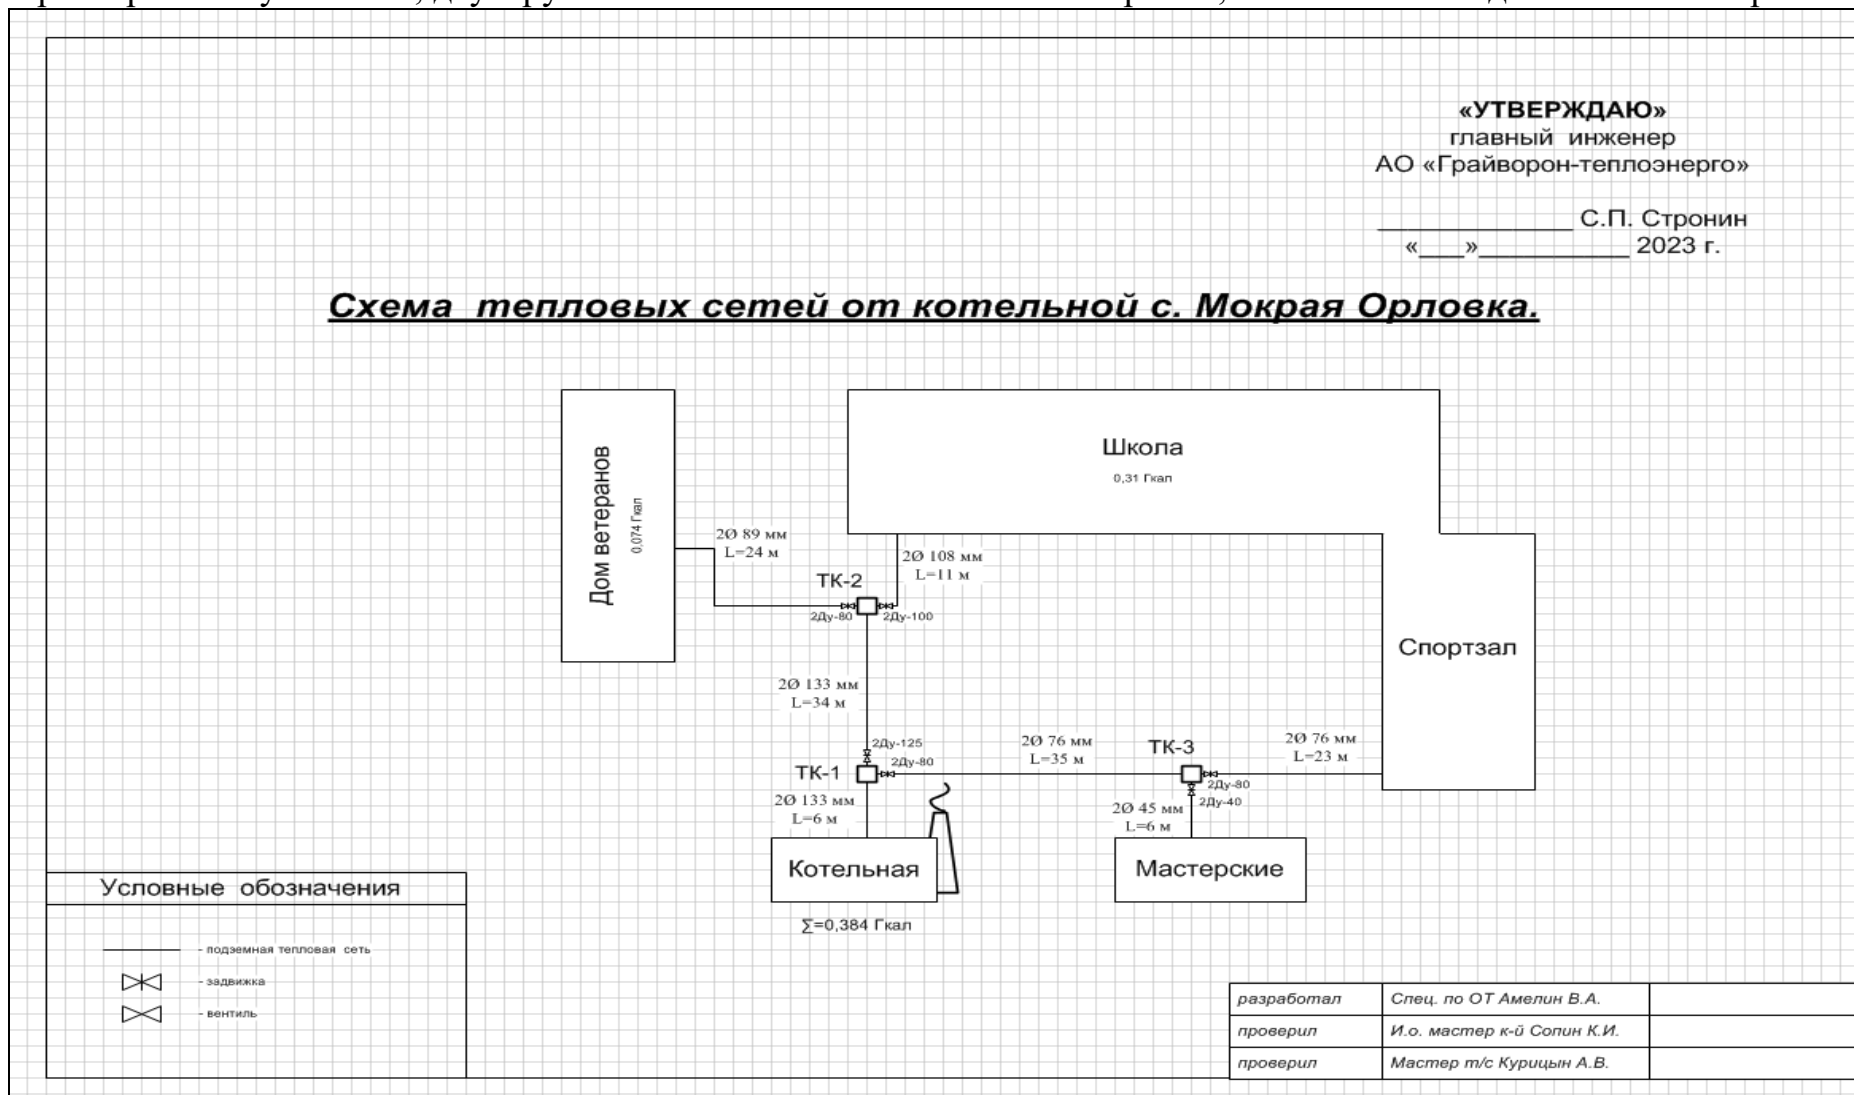 «УТВЕРЖДАЮ»
главный инженер
АО «Грайворон-теплоэнерго»
_____________ С.П. Стронин
«___»__________ 2023 г.
Схема тепловых сетей от котельной с. Мокрая Орловка.
Школа
0,31 Гкал
Дом ветеранов
0,074 Гкал
2Ø 89 мм
L=24 м
2Ø 108 мм
L=11 м
ТК-2
2Ду-80
2Ду-100
Спортзал
2Ø 133 мм
L=34 м
2Ду-125
2Ду-80
ТК-1
2Ø 76 мм
L=35 м
ТК-3
2Ø 76 мм
L=23 м
2Ду-80
2Ду-40
2Ø 133 мм
L=6 м
2Ø 45 мм
L=6 м
Котельная
Мастерские
∑=0,384 Гкал
Условные обозначения
- подземная тепловая сеть
- задвижка
- вентиль
разработал Спец. по ОТ Амелин В.А.
проверил И.о. мастер к-й Сопин К.И.
проверил Мастер т/с Курицын А.В.